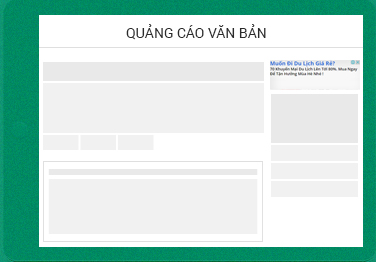 QUẢNG CÁO VĂN BẢN
Muốn Đi Du Lịch Giá Rẻ?
Tớ Khuyến Mại Du Lịch Lên Tới 60%. Mua Ngay
Để Tận Hưởng Mùa Hè Nhé !